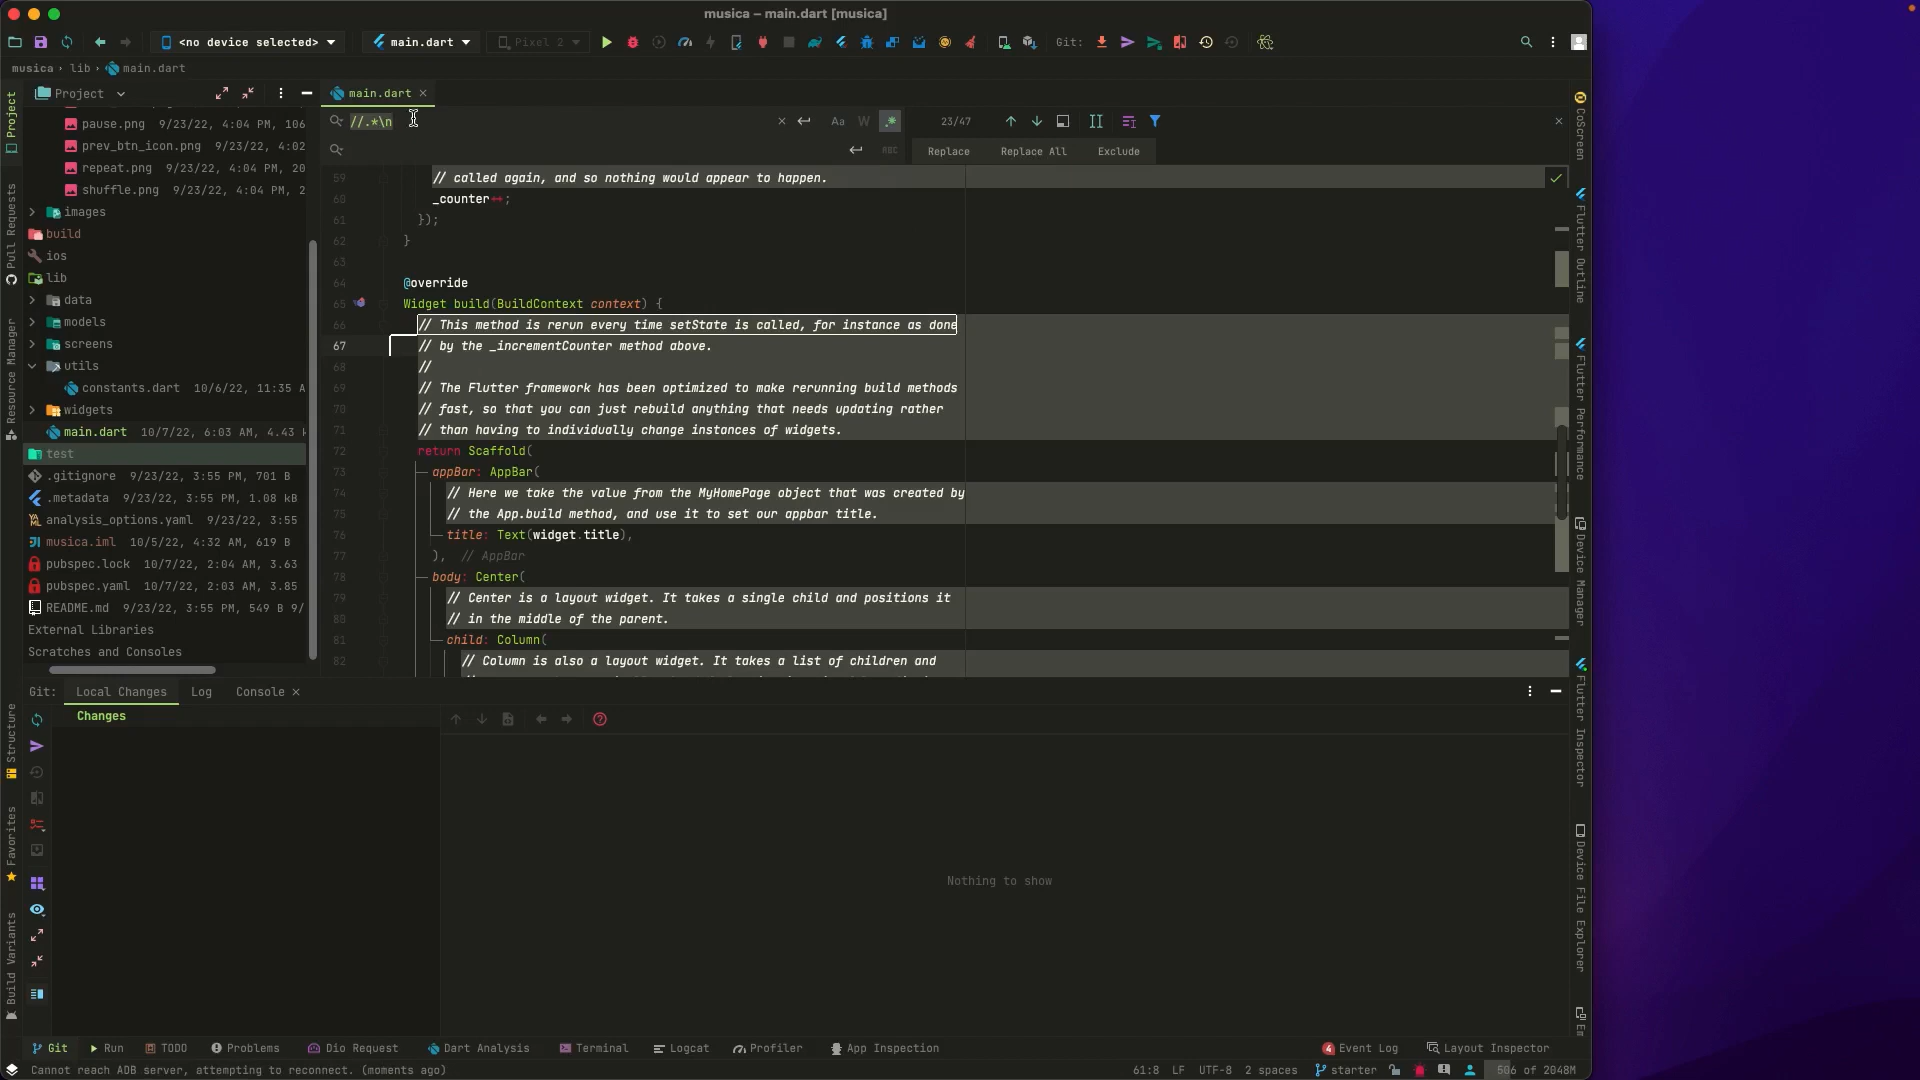 musica – main.dart [musica]
<no device selected>
main.dart
Pixel 2
Git:
musica › lib › main.dart
Project
main.dart
//.*\n
Aa
W
.*
23/47
ABC
Replace
Replace All
Exclude
pause.png 9/23/22, 4:04 PM, 106
prev_btn_icon.png 9/23/22, 4:02
repeat.png 9/23/22, 4:04 PM, 20
shuffle.png 9/23/22, 4:04 PM, 2
images
build
ios
lib
data
models
screens
utils
constants.dart 10/6/22, 11:35 A
widgets
main.dart 10/7/22, 6:03 AM, 4.43 k
test
.gitignore 9/23/22, 3:55 PM, 701 B
.metadata 9/23/22, 3:55 PM, 1.08 kB
analysis_options.yaml 9/23/22, 3:55
musica.iml 10/5/22, 4:32 AM, 619 B
pubspec.lock 10/7/22, 2:04 AM, 3.63
pubspec.yaml 10/7/22, 2:03 AM, 3.85
README.md 9/23/22, 3:55 PM, 549 B 9/
External Libraries
Scratches and Consoles
59 // called again, and so nothing would appear to happen.
60 _counter++;
61 });
62 }
63
64 @override
65 Widget build(BuildContext context) {
66 // This method is rerun every time setState is called, for instance as done
67 // by the _incrementCounter method above.
68 //
69 // The Flutter framework has been optimized to make rerunning build methods
70 // fast, so that you can just rebuild anything that needs updating rather
71 // than having to individually change instances of widgets.
72 return Scaffold(
73 appBar: AppBar(
74 // Here we take the value from the MyHomePage object that was created by
75 // the App.build method, and use it to set our appbar title.
76 title: Text(widget.title),
77 ), // AppBar
78 body: Center(
79 // Center is a layout widget. It takes a single child and positions it
80 // in the middle of the parent.
81 child: Column(
82 // Column is also a layout widget. It takes a list of children and
Project
Pull Requests
Resource Manager
Structure
Favorites
Build Variants
CoScreen
Flutter Outline
Flutter Performance
Device Manager
Flutter Inspector
Device File Explorer
Em
Git:
Local Changes
Log
Console
Changes
Nothing to show
Git
Run
TODO
Problems
Dio Request
Dart Analysis
Terminal
Logcat
Profiler
App Inspection
4 Event Log
Layout Inspector
Cannot reach ADB server, attempting to reconnect. (moments ago)
61:8
LF
UTF-8
2 spaces
starter
506 of 2048M